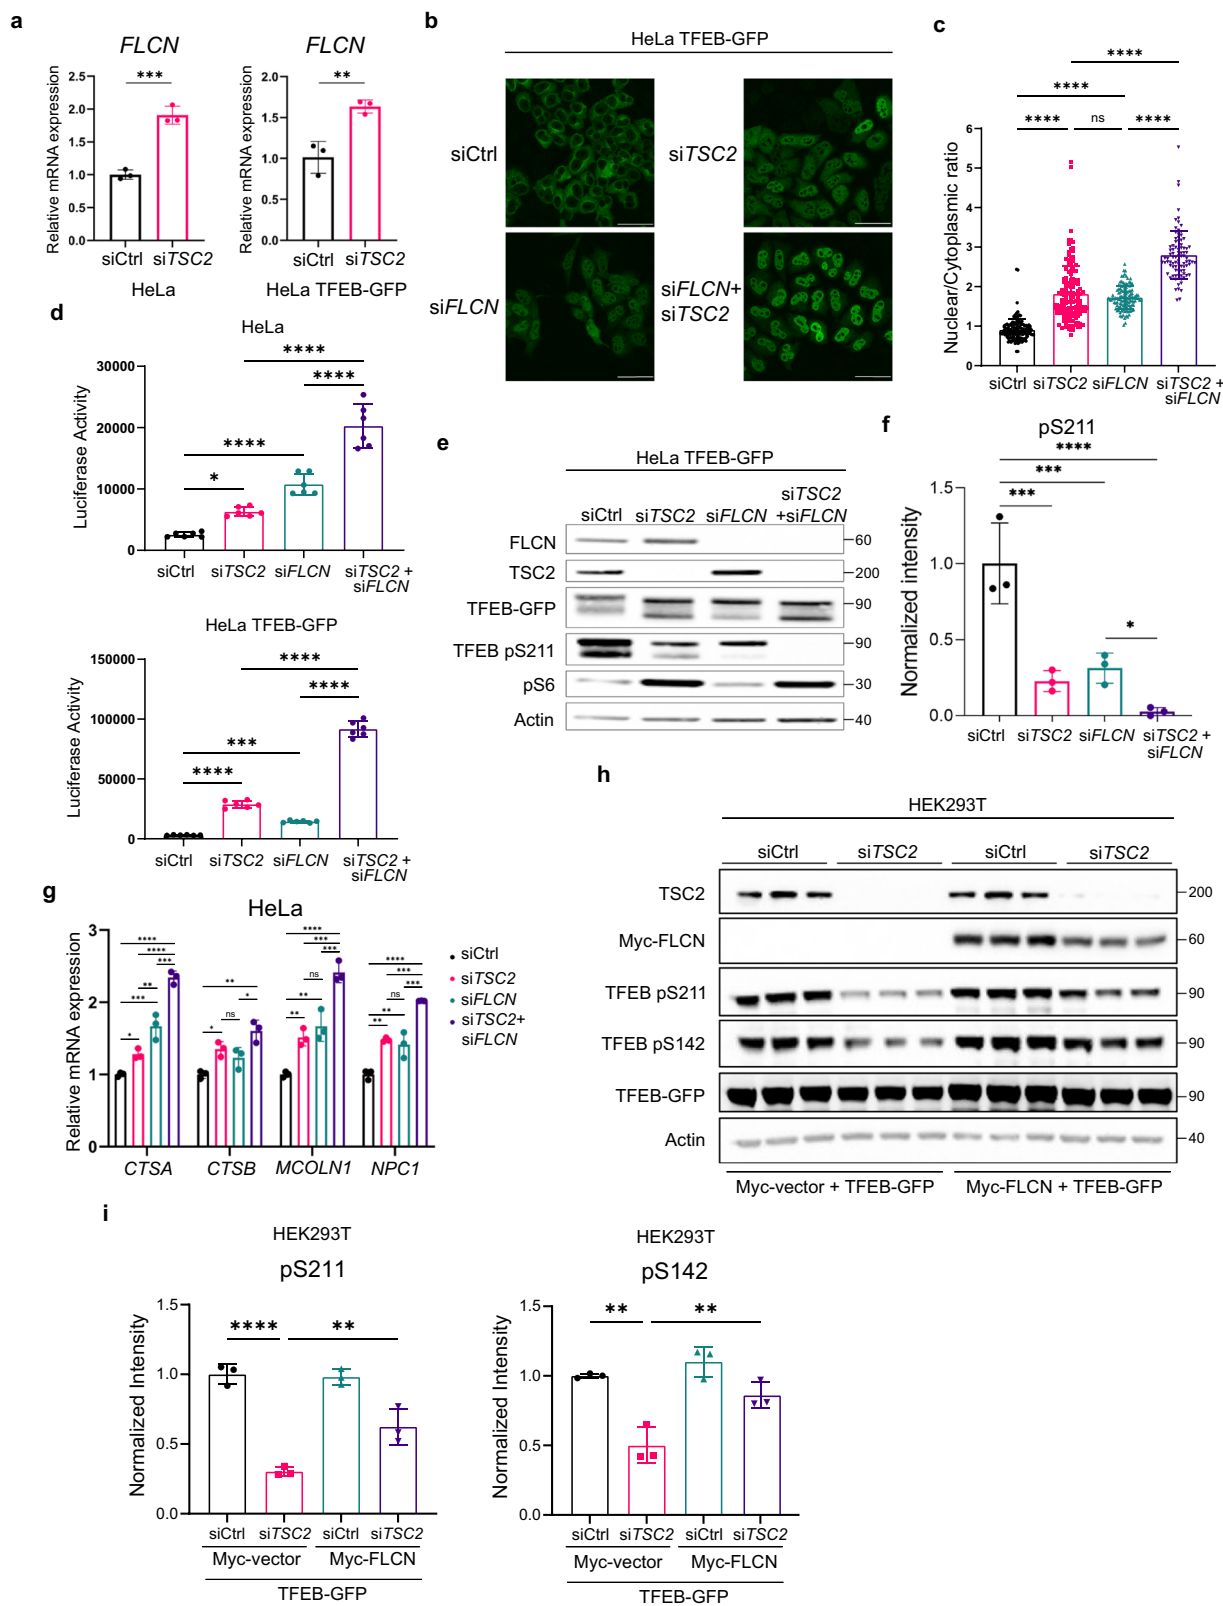 a
FLCN
***
Relative mRNA expression
2.5
2.0
1.5
1.0
0.5
0.0
siCtrl siTSC2
HeLa
FLCN
**
Relative mRNA expression
2.0
1.5
1.0
0.5
0.0
siCtrl siTSC2
HeLa TFEB-GFP
b
HeLa TFEB-GFP
siCtrl
siTSC2
siFLCN
siFLCN+
siTSC2
c
****
****
****
ns
****
Nuclear/Cytoplasmic ratio
6
5
4
3
2
1
0
siCtrl siTSC2 siFLCN siTSC2 +
siFLCN
d
HeLa
****
****
****
*
Luciferase Activity
30000
20000
10000
0
siCtrl siTSC2 siFLCN siTSC2 +
siFLCN
HeLa TFEB-GFP
****
****
***
****
Luciferase Activity
150000
100000
50000
0
siCtrl siTSC2 siFLCN siTSC2 +
siFLCN
e
HeLa TFEB-GFP
siCtrl siTSC2 siFLCN siTSC2
+siFLCN
FLCN 60
TSC2 200
TFEB-GFP 90
TFEB pS211 90
pS6 30
Actin 40
f
pS211
****
***
***
*
Normalized intensity
1.5
1.0
0.5
0.0
siCtrl siTSC2 siFLCN siTSC2 +
siFLCN
g
HeLa
Relative mRNA expression
3
2
1
0
****
****
***
**
***
*
**
*
ns
*
****
***
***
ns
**
**
****
***
***
ns
**
**
CTSA CTSB MCOLN1 NPC1
siCtrl
siTSC2
siFLCN
siTSC2+
siFLCN
h
HEK293T
siCtrl siTSC2 siCtrl siTSC2
TSC2 200
Myc-FLCN 60
TFEB pS211 90
TFEB pS142 90
TFEB-GFP 90
Actin 40
Myc-vector + TFEB-GFP Myc-FLCN + TFEB-GFP
i
HEK293T
pS211
**** **
Normalized Intensity
1.5
1.0
0.5
0.0
siCtrl siTSC2 siCtrl siTSC2
Myc-vector Myc-FLCN
TFEB-GFP
HEK293T
pS142
** **
Normalized Intensity
1.5
1.0
0.5
0.0
siCtrl siTSC2 siCtrl siTSC2
Myc-vector Myc-FLCN
TFEB-GFP